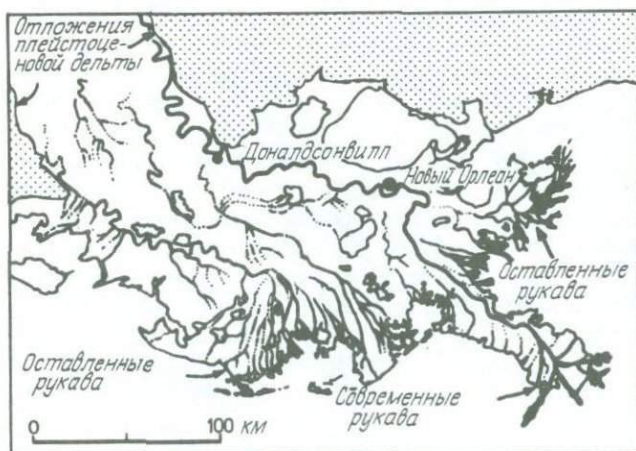 Отложения
плейстоце-
новой дельты
Доналдсонвилл
Новый Орлеан
Оставленные
рукава
Оставленные
рукава
Современные
рукава
0 100 км